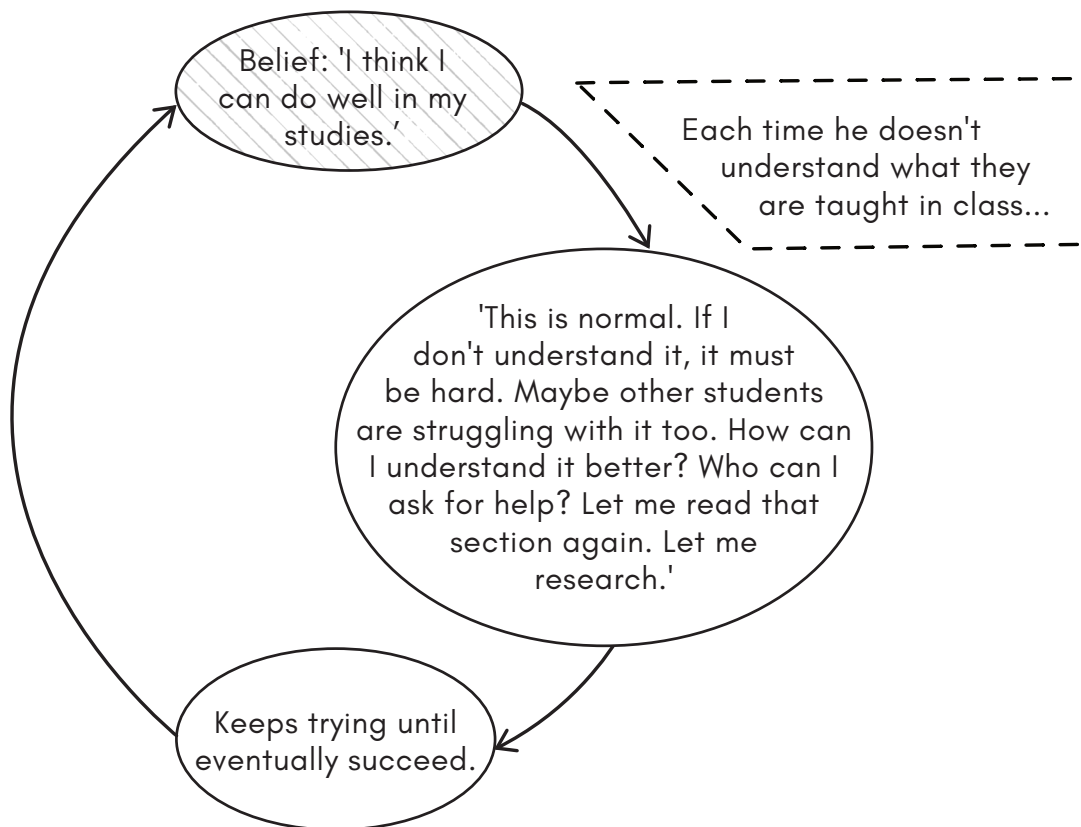 Belief: 'I think I
can do well in my
studies.’
Each time he doesn't
understand what they
are taught in class...
'This is normal. If I
don't understand it, it must
be hard. Maybe other students
are struggling with it too. How can
I understand it better? Who can I
ask for help? Let me read that
section again. Let me
research.'
Keeps trying until
eventually succeed.